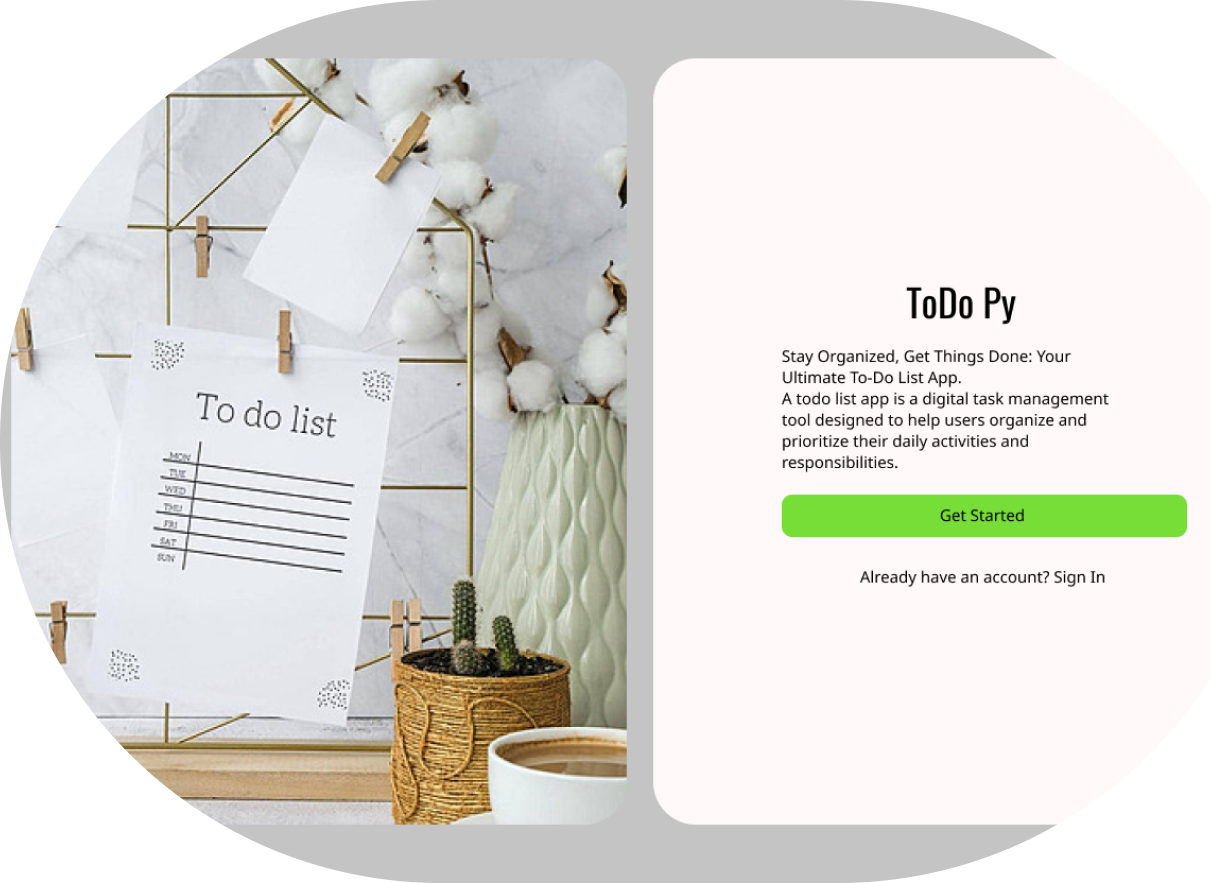 To do list
MON
TUE
WED
THU
FRI
SAT
SUN
ToDo Py
Stay Organized, Get Things Done: Your
Ultimate To-Do List App.
A todo list app is a digital task management
tool designed to help users organize and
prioritize their daily activities and
responsibilities.
Get Started
Already have an account? Sign In